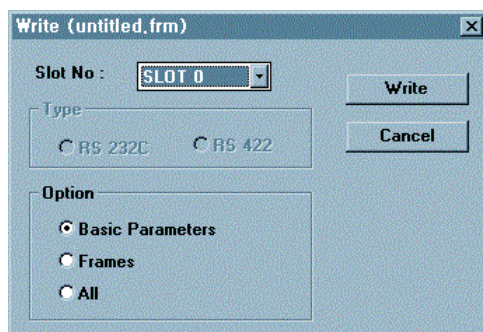 Write (untitled.frm)
Slot No :
SLOT 0
Write
Type
RS 232C
RS 422
Cancel
Option
Basic Parameters
Frames
All